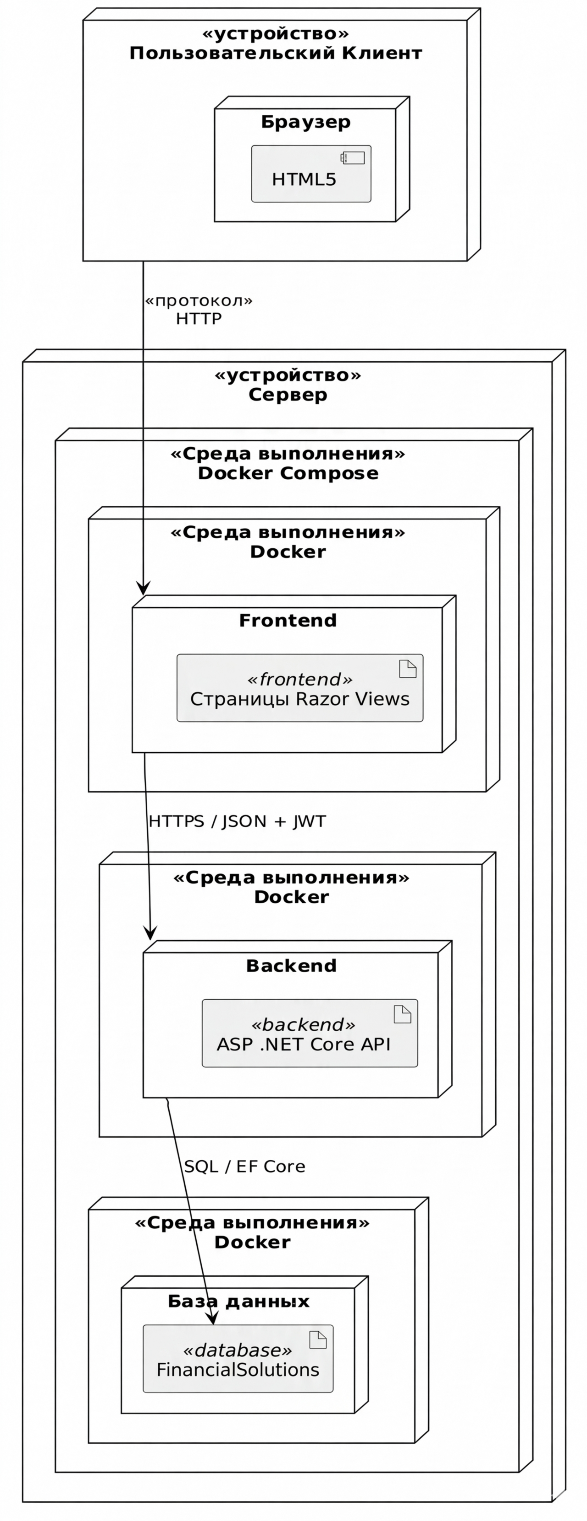 «устройство»
Пользовательский Клиент
Браузер
HTML5
«протокол»
HTTP
«устройство»
Сервер
«Среда выполнения»
Docker Compose
«Среда выполнения»
Docker
Frontend
«frontend»
Страницы Razor Views
HTTPS / JSON + JWT
«Среда выполнения»
Docker
Backend
«backend»
ASP .NET Core API
SQL / EF Core
«Среда выполнения»
Docker
База данных
«database»
FinancialSolutions